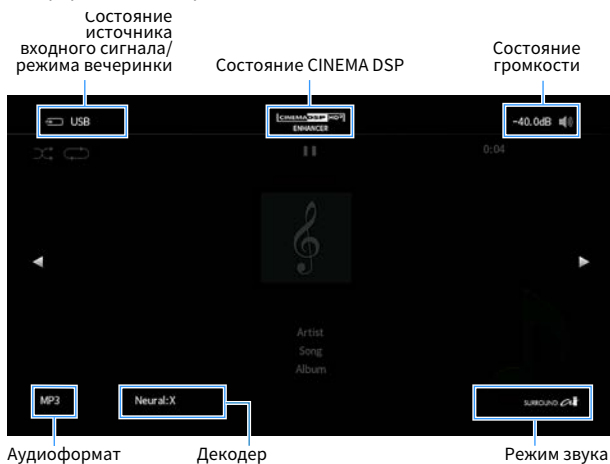 Состояние
источника
входного сигнала/
режима вечеринки
Состояние CINEMA DSP
Состояние
громкости
USB
CINEMA DSP HD³
ENHANCER
-40.0dB
0:04
Artist
Song
Album
MP3
Neural:X
SURROUND
Аудиоформат
Декодер
Режим звука